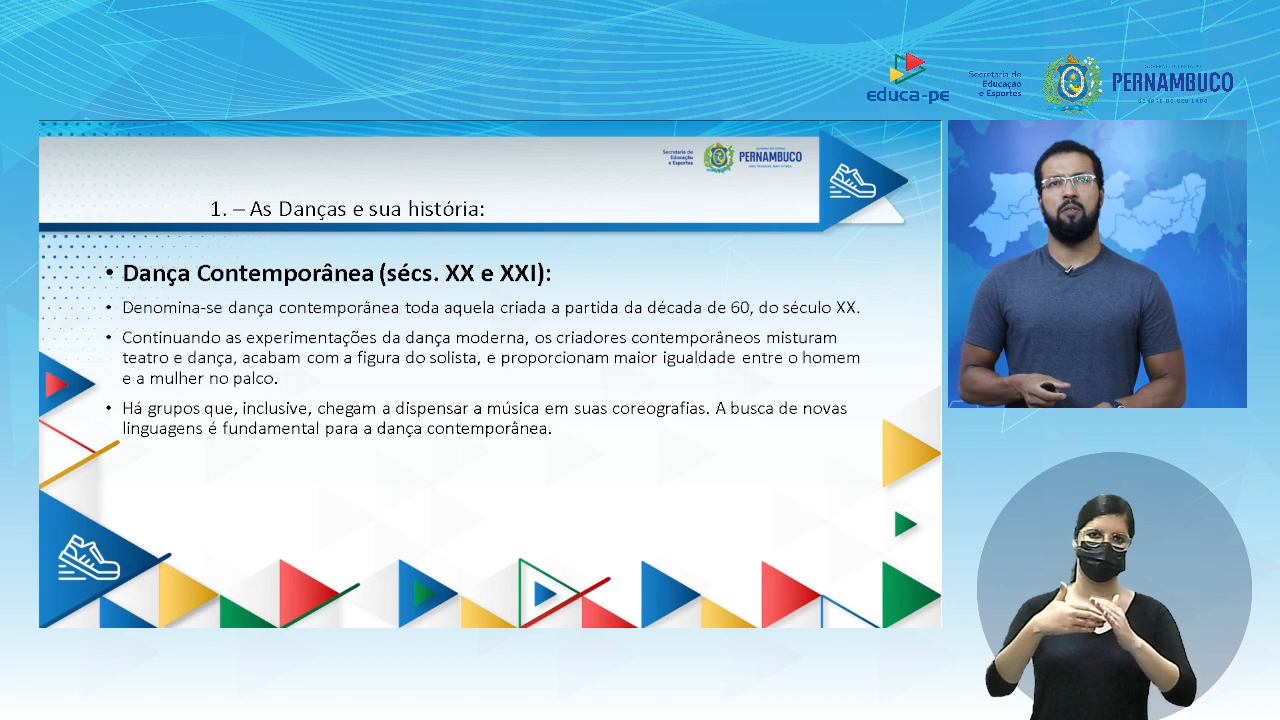 educa-pe
Secretaria de
Educação
e Esportes
PERNAMBUCO
Secretaria de
Educação
e Esportes
PERNAMBUCO
1. – As Danças e sua história:
• Dança Contemporânea (sécs. XX e XXI):
• Denomina-se dança contemporânea toda aquela criada a partida da década de 60, do século XX.
• Continuando as experimentações da dança moderna, os criadores contemporâneos misturam
teatro e dança, acabam com a figura do solista, e proporcionam maior igualdade entre o homem
e a mulher no palco.
• Há grupos que, inclusive, chegam a dispensar a música em suas coreografias. A busca de novas
linguagens é fundamental para a dança contemporânea.